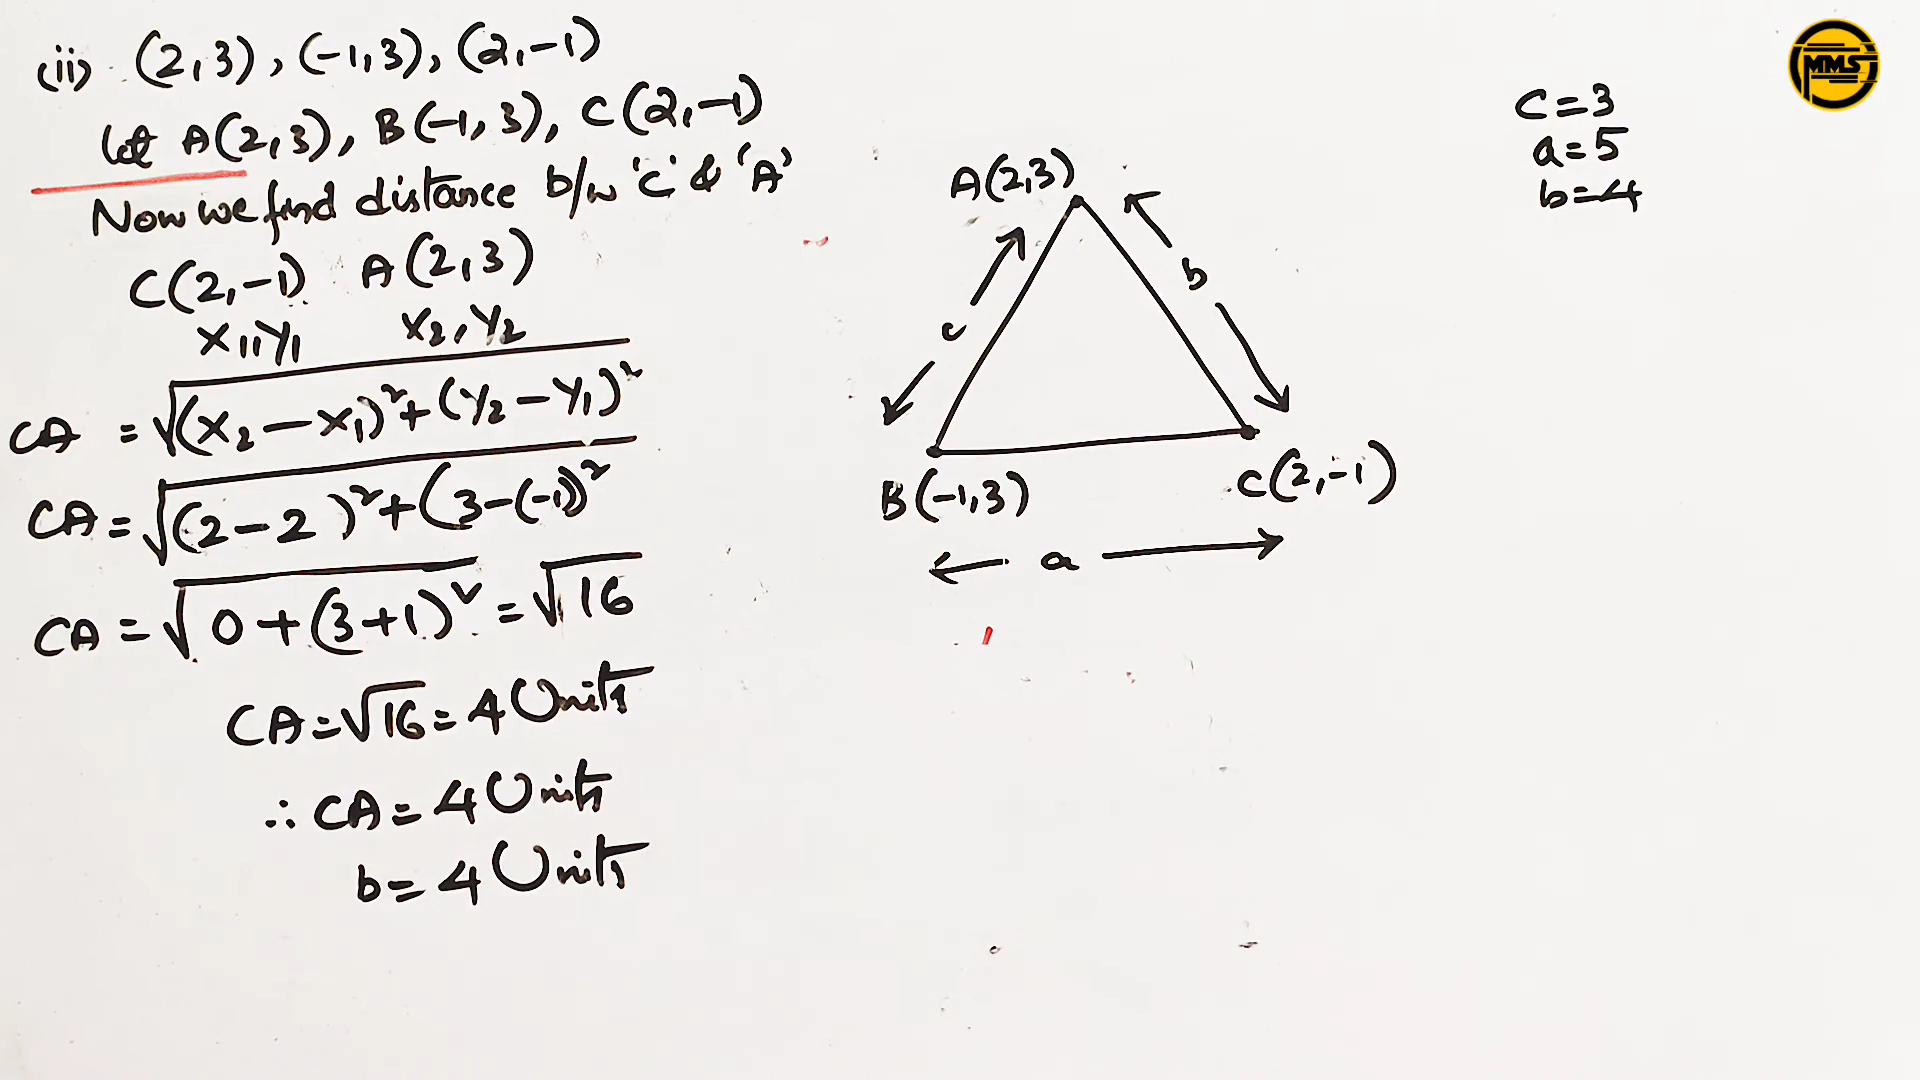 (ii) (2,3), (-1,3), (2,-1)
let A(2,3), B(-1,3), C(2,-1)
Now we find distance b/w 'C' & 'A'
C(2,-1) A(2,3)
x₁,y₁ x₂,y₂
CA = √(x₂-x₁)²+(y₂-y₁)²
CA = √(2-2)²+(3-(-1))²
CA = √0+(3+1)² = √16
CA = √16 = 4 Units
∴ CA = 4 Units
b = 4 Units
A(2,3)
b
c
B(-1,3)
C(2,-1)
a
C=3
a=5
b=4
MMS